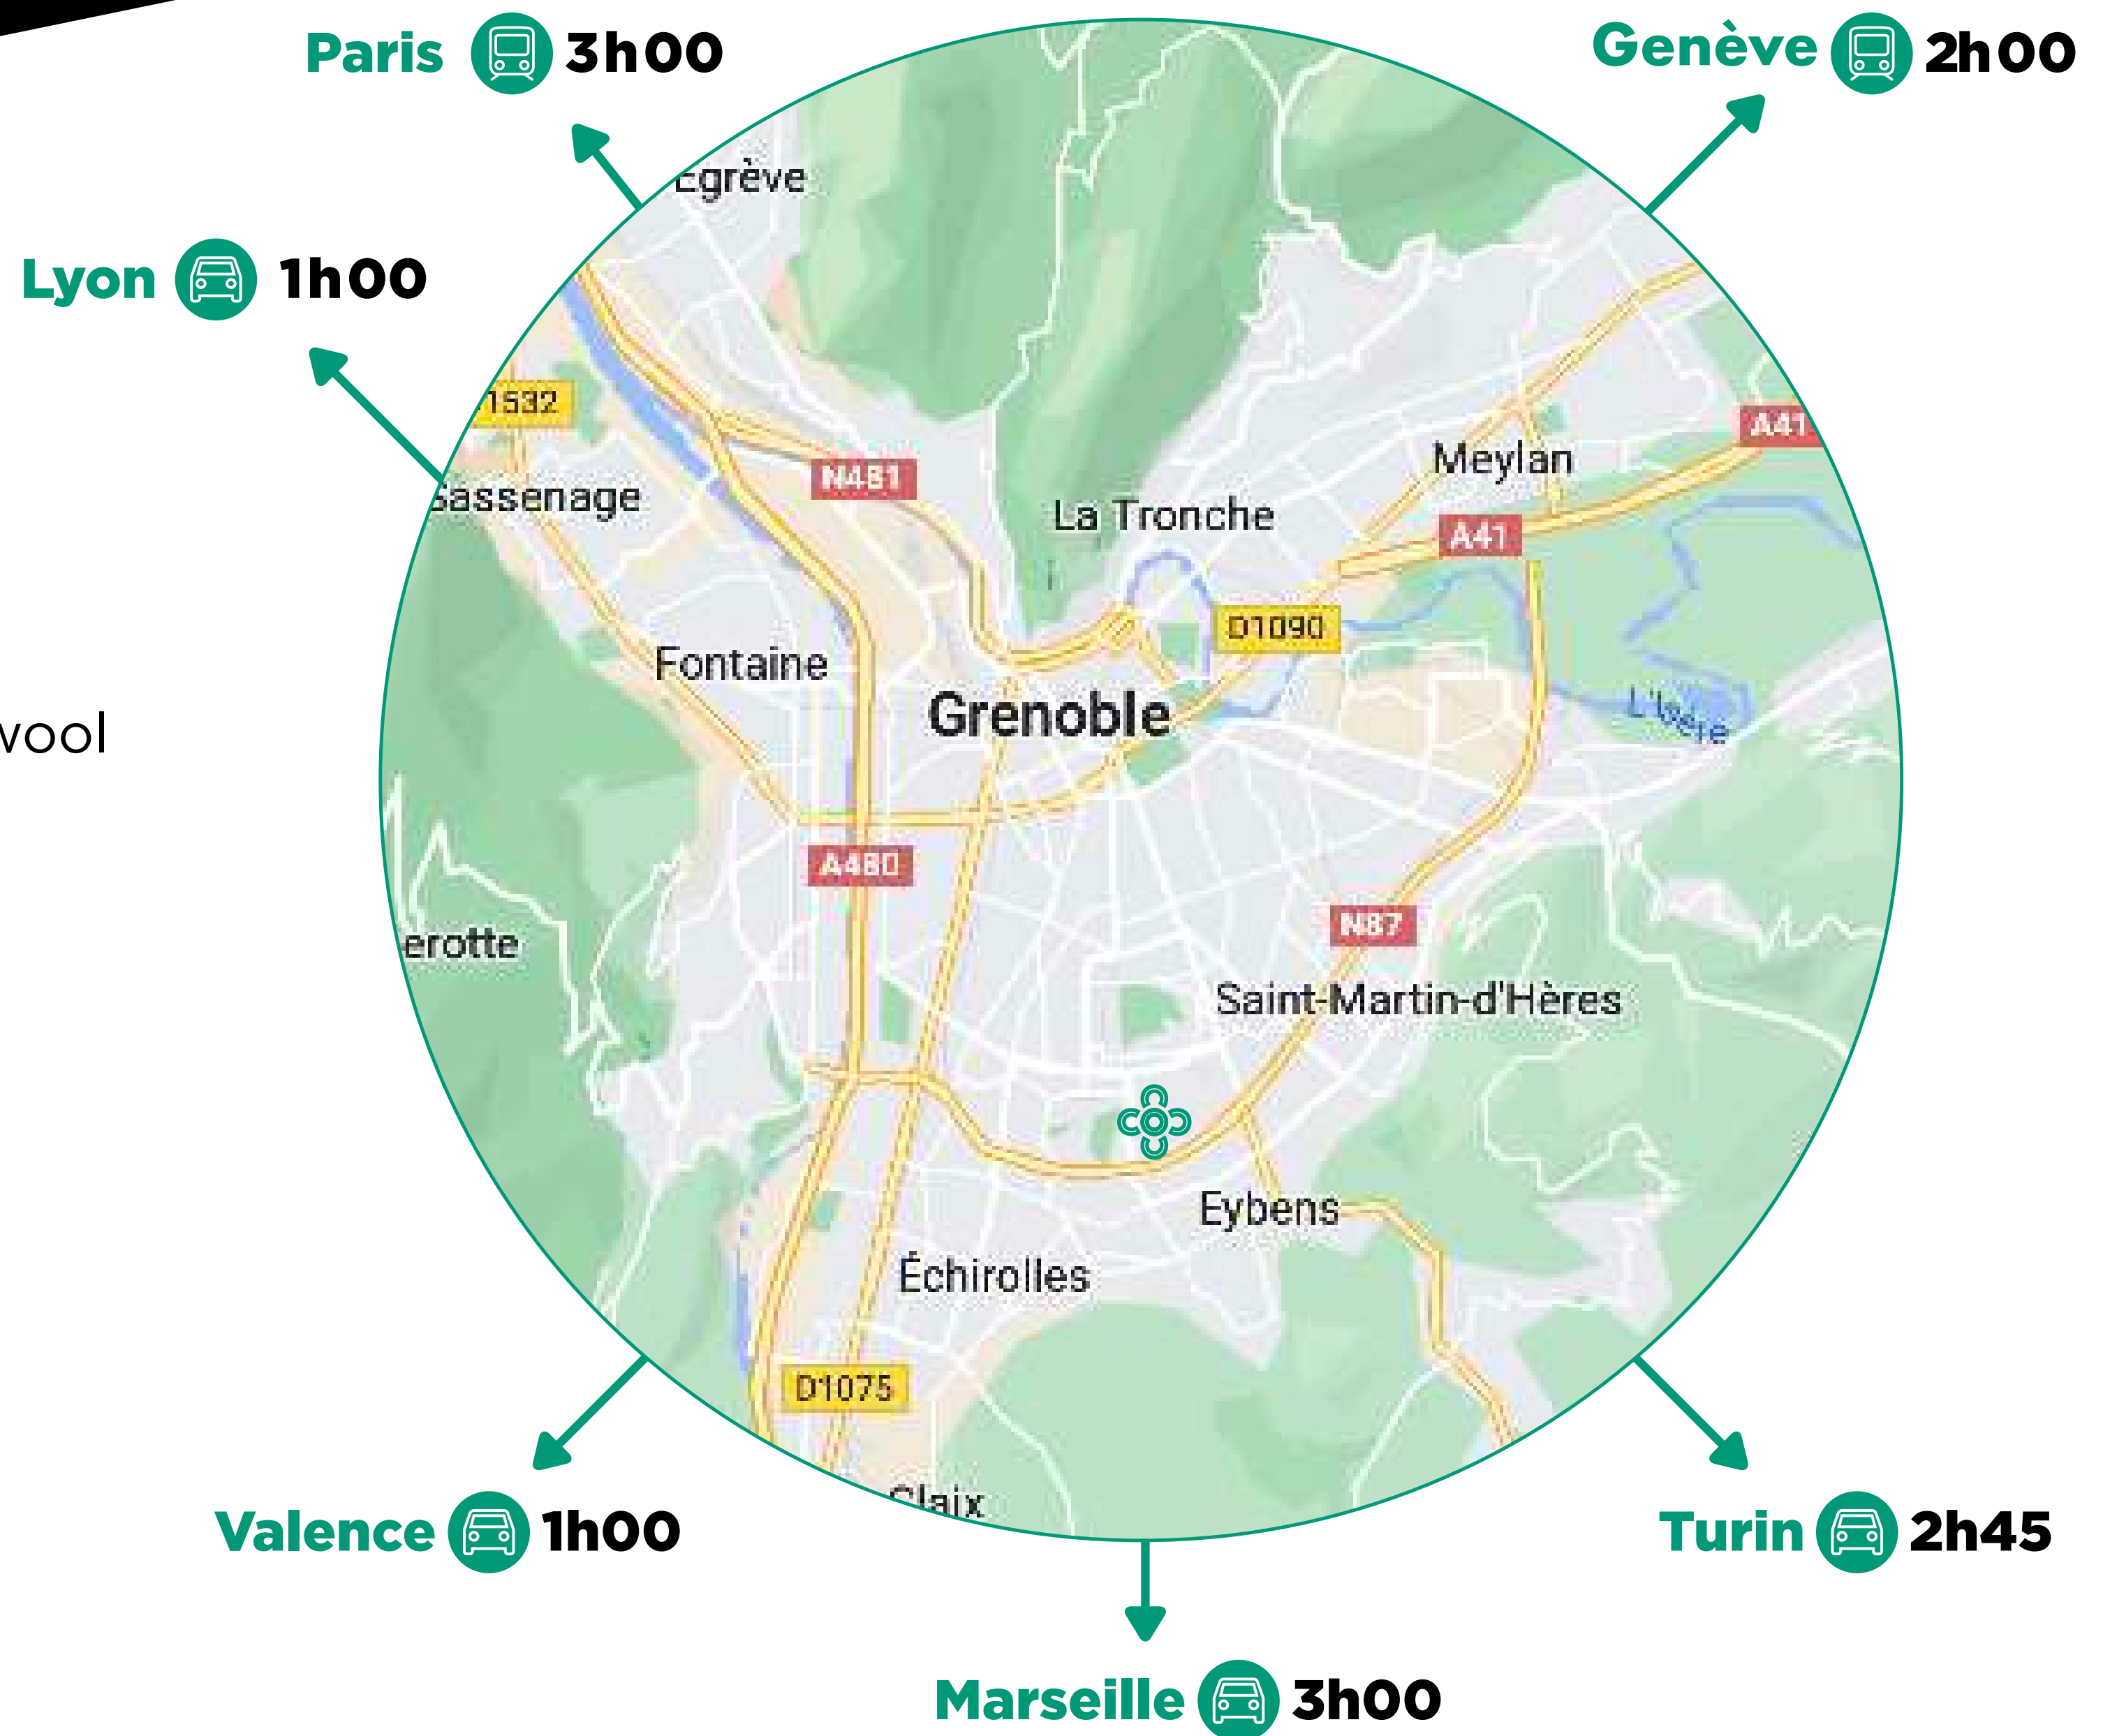 Paris 3h00
Genève 2h00
Egrève
Lyon 1h00
1532
A41
Meylan
N481
Sassenage
La Tronche
A41
D1090
Fontaine
Grenoble
L'Isère
wool
A480
N87
erotte
Saint-Martin-d'Hères
Eybens
Échirolles
D1075
Claix
Valence 1h00
Turin 2h45
Marseille 3h00